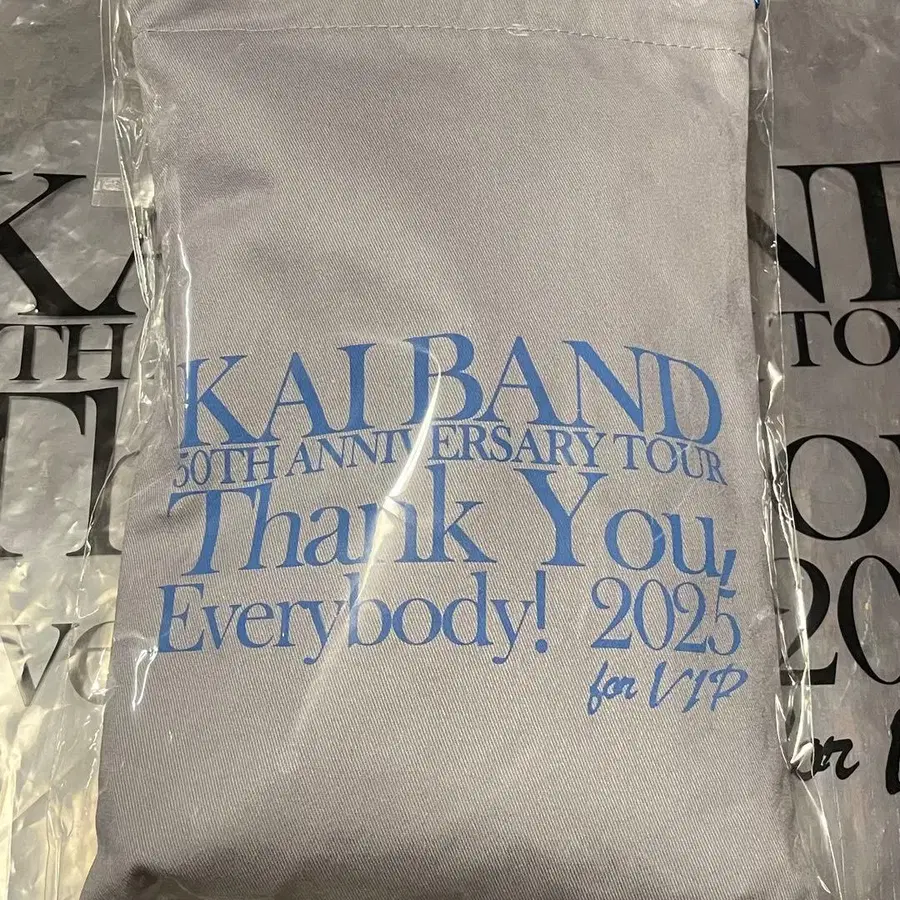 KAI BAND
50TH ANNIVERSARY TOUR
Thank You,
Everybody! 2025
for VIP